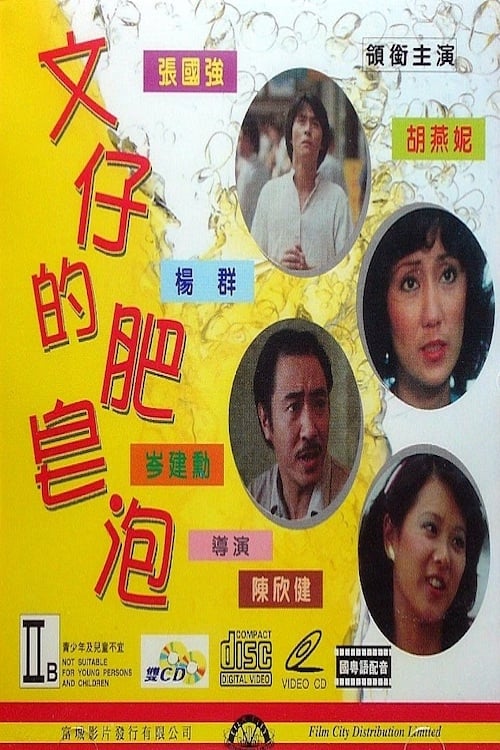 張國強
領銜主演
胡燕妮
文仔的肥皂泡
楊 群
岑建勳
導演
陳欣健
II B
青少年及兒童不宜
NOT SUITABLE
FOR YOUNG PERSONS
AND CHILDREN
雙CD
COMPACT
disc
DIGITAL VIDEO
VIDEO CD
國粵語配音
富城影片發行有限公司
Film City Distribution Limited